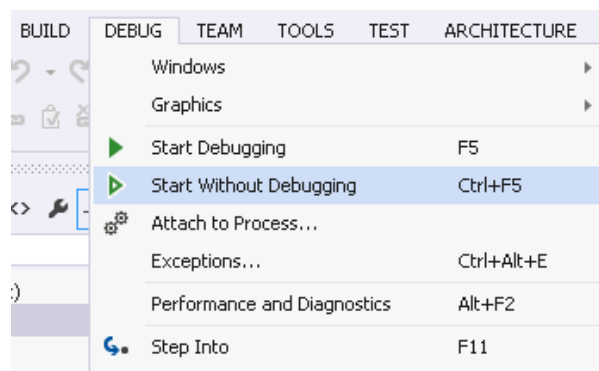 BUILD DEBUG TEAM TOOLS TEST ARCHITECTURE
Windows
Graphics
Start Debugging F5
Start Without Debugging Ctrl+F5
Attach to Process...
Exceptions... Ctrl+Alt+E
Performance and Diagnostics Alt+F2
Step Into F11